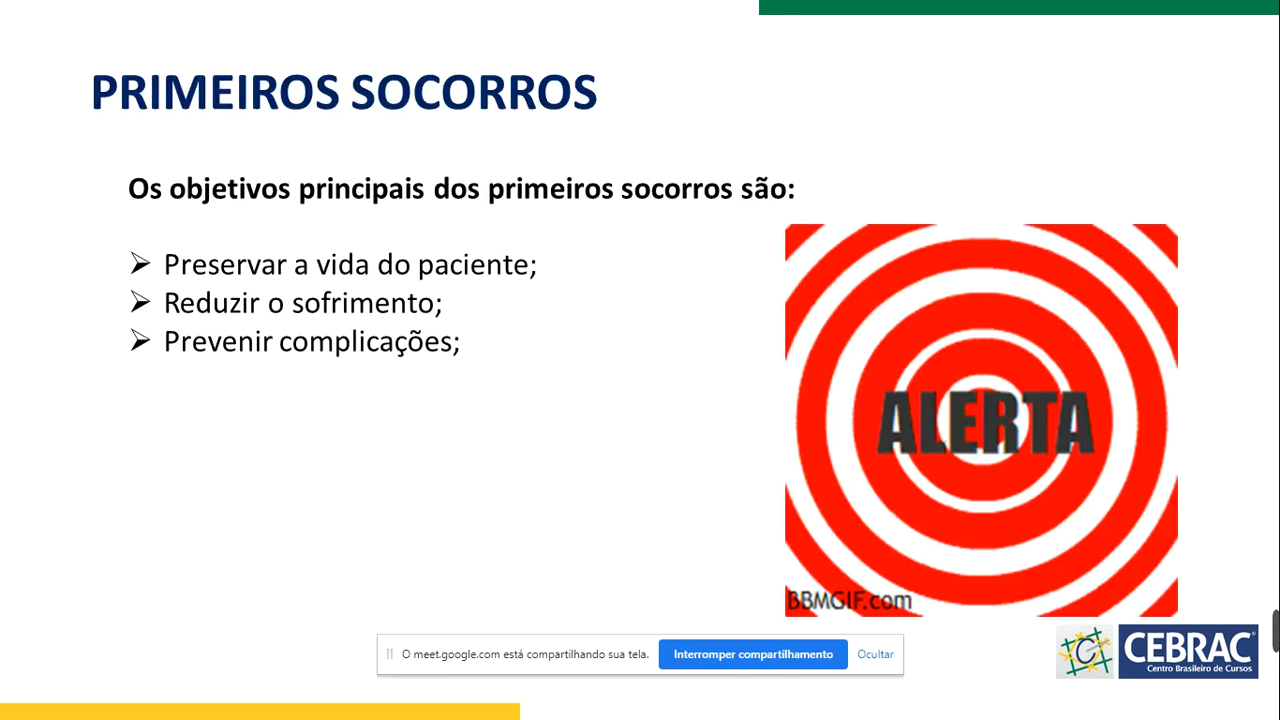 PRIMEIROS SOCORROS
Os objetivos principais dos primeiros socorros são:
Preservar a vida do paciente;
Reduzir o sofrimento;
Prevenir complicações;
ALERTA
BBMGIF.com
O meet.google.com está compartilhando sua tela.
Interromper compartilhamento
Ocultar
C
CEBRAC
Centro Brasileiro de Cursos